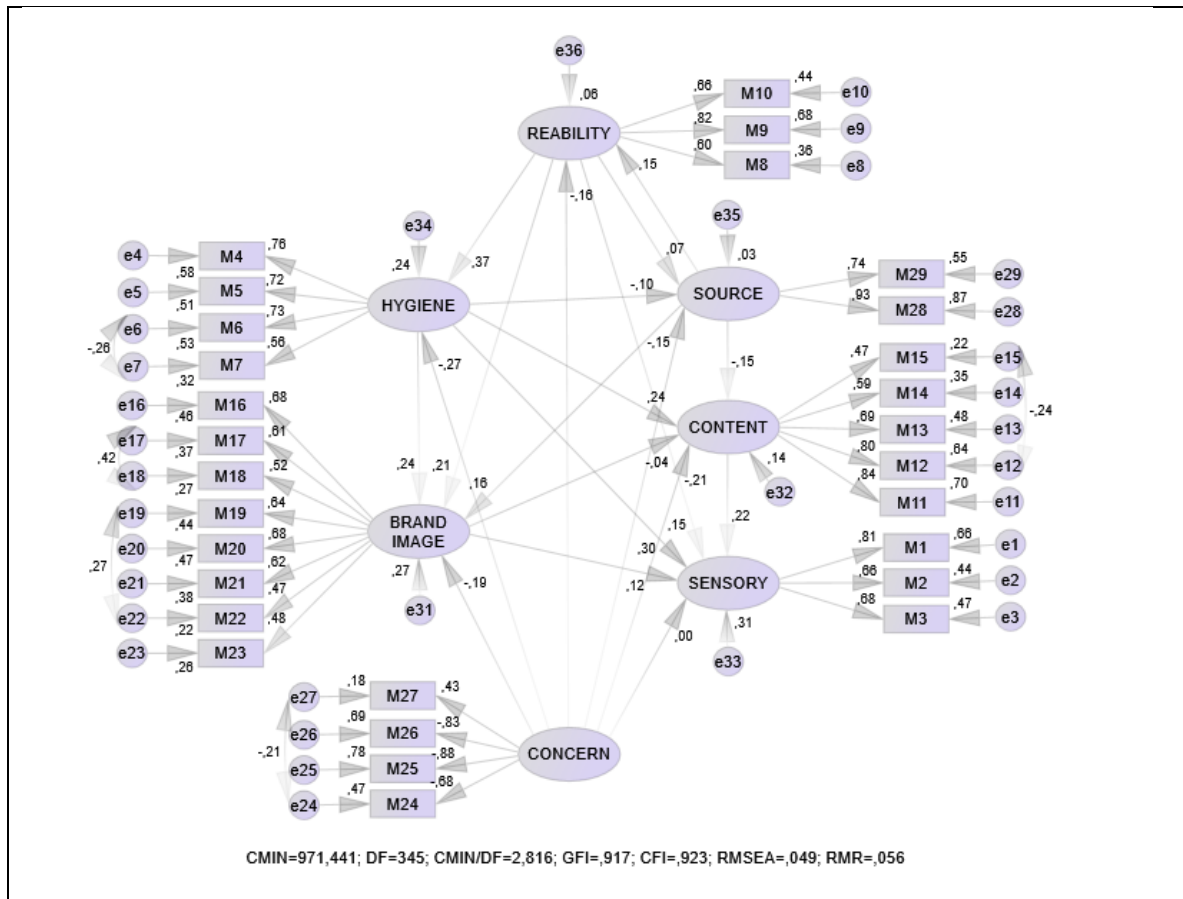 e36
,06
REABILITY
,66
M10
,44
e10
,82
M9
,68
e9
,60
M8
,36
e8
,15
-,16
e34
,24
HYGIENE
,37
e4
M4
,76
e5
,58
M5
,72
e6
,51
M6
,73
e7
,53
M7
,56
,32
-,26
e35
,03
SOURCE
,07
-,10
,74
M29
,55
e29
,93
M28
,87
e28
-,15
-,27
-,15
e16
M16
,68
e17
,46
M17
,61
e18
,37
M18
,52
,27
,42
e19
M19
,64
e20
,44
M20
,68
e21
,47
M21
,62
e22
,38
M22
,47
e23
,22
M23
,48
,26
,27
BRAND
IMAGE
,24
,21
,16
,27
e31
-,19
CONTENT
,24
-,04
-,21
,14
e32
,47
M15
,22
e15
,59
M14
,35
e14
,69
M13
,48
e13
,80
M12
,64
e12
,84
M11
,70
e11
-,24
,15
,22
,30
SENSORY
,12
,00
,31
e33
,81
M1
,66
e1
,66
M2
,44
e2
,68
M3
,47
e3
e27
,18
M27
,43
e26
,69
M26
-,83
e25
,78
M25
-,88
e24
,47
M24
-,68
-,21
CONCERN
CMIN=971,441; DF=345; CMIN/DF=2,816; GFI=,917; CFI=,923; RMSEA=,049; RMR=,056